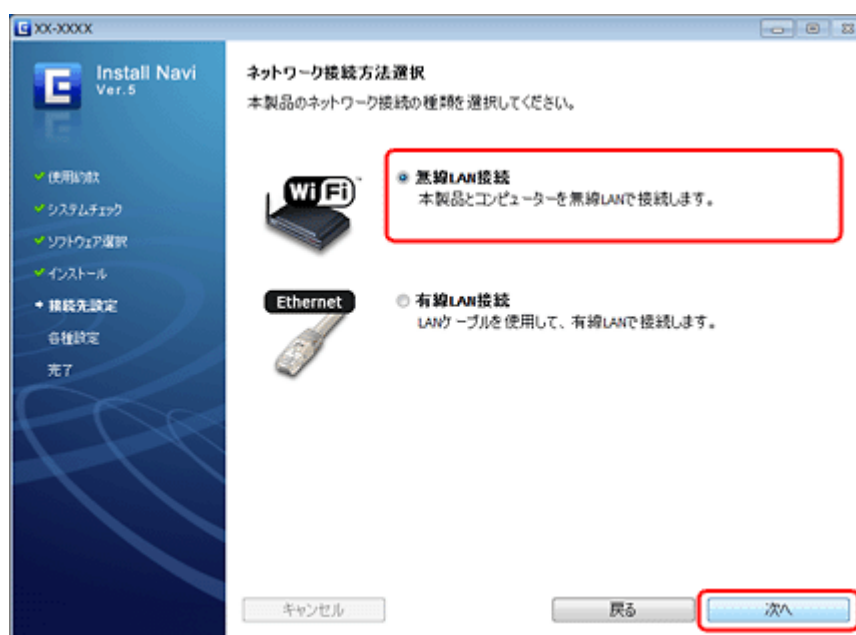 XX-XXXX
Install Navi
Ver.5
使用約款
システムチェック
ソフトウェア選択
インストール
接続先設定
各種設定
完了
ネットワーク接続方法選択
本製品のネットワーク接続の種類を選択してください。
Wi Fi
無線LAN接続
本製品とコンピューターを無線LANで接続します。
Ethernet
有線LAN接続
LANケーブルを使用して、有線LANで接続します。
キャンセル
戻る
次へ